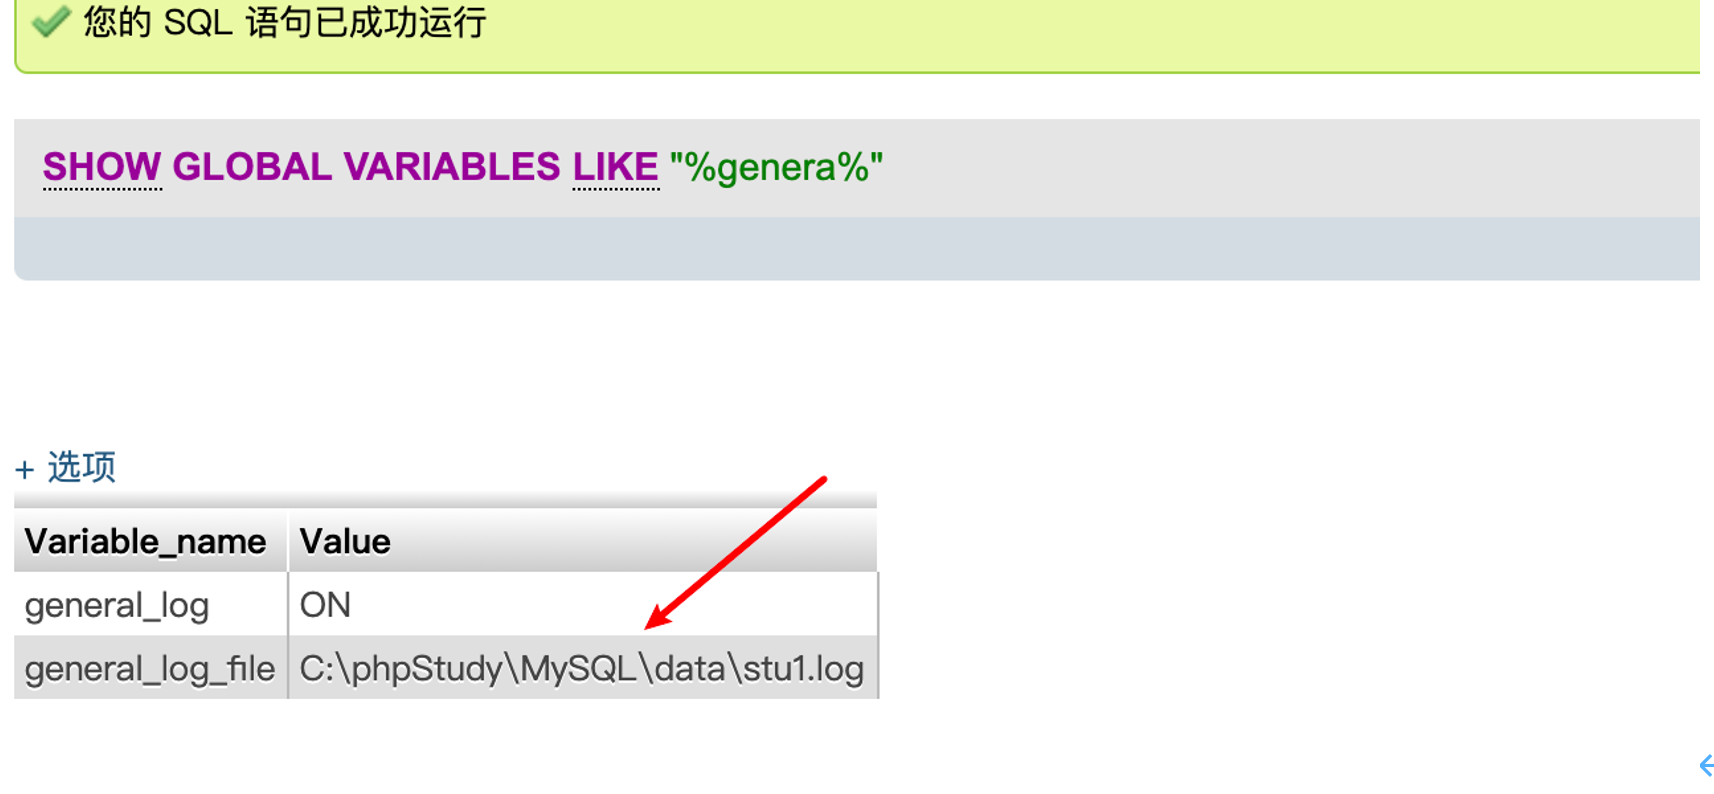 您的 SQL 语句已成功运行
SHOW GLOBAL VARIABLES LIKE "%genera%"
+ 选项
Variable_name Value
general_log ON
general_log_file C:\phpStudy\MySQL\data\stu1.log